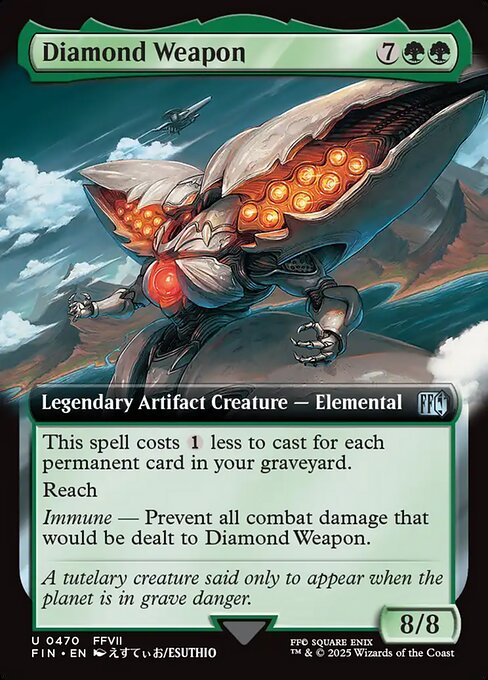 Diamond Weapon 7
Legendary Artifact Creature — Elemental FFVII
This spell costs 1 less to cast for each
permanent card in your graveyard.
Reach
Immune — Prevent all combat damage that
would be dealt to Diamond Weapon.
A tutelary creature said only to appear when the
planet is in grave danger.
8/8
U 0470 FFVII
FIN • EN えすてぃお/ESUTHIO
FF© SQUARE ENIX
™ & © 2025 Wizards of the Coast